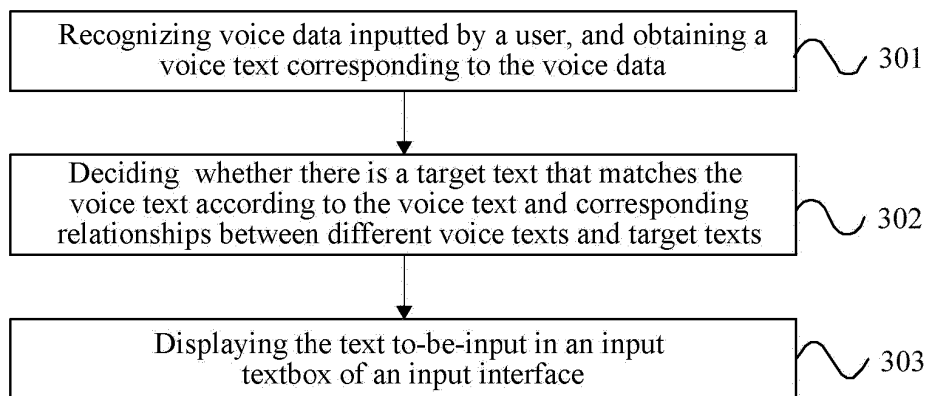 Recognizing voice data inputted by a user, and obtaining a
voice text corresponding to the voice data
301
Deciding whether there is a target text that matches the
voice text according to the voice text and corresponding
relationships between different voice texts and target texts
302
Displaying the text to-be-input in an input
textbox of an input interface
303